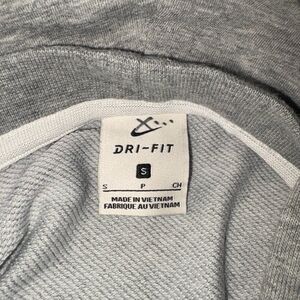 DRI-FIT
S
S P CH
MADE IN VIETNAM
FABRIQUE AU VIETNAM